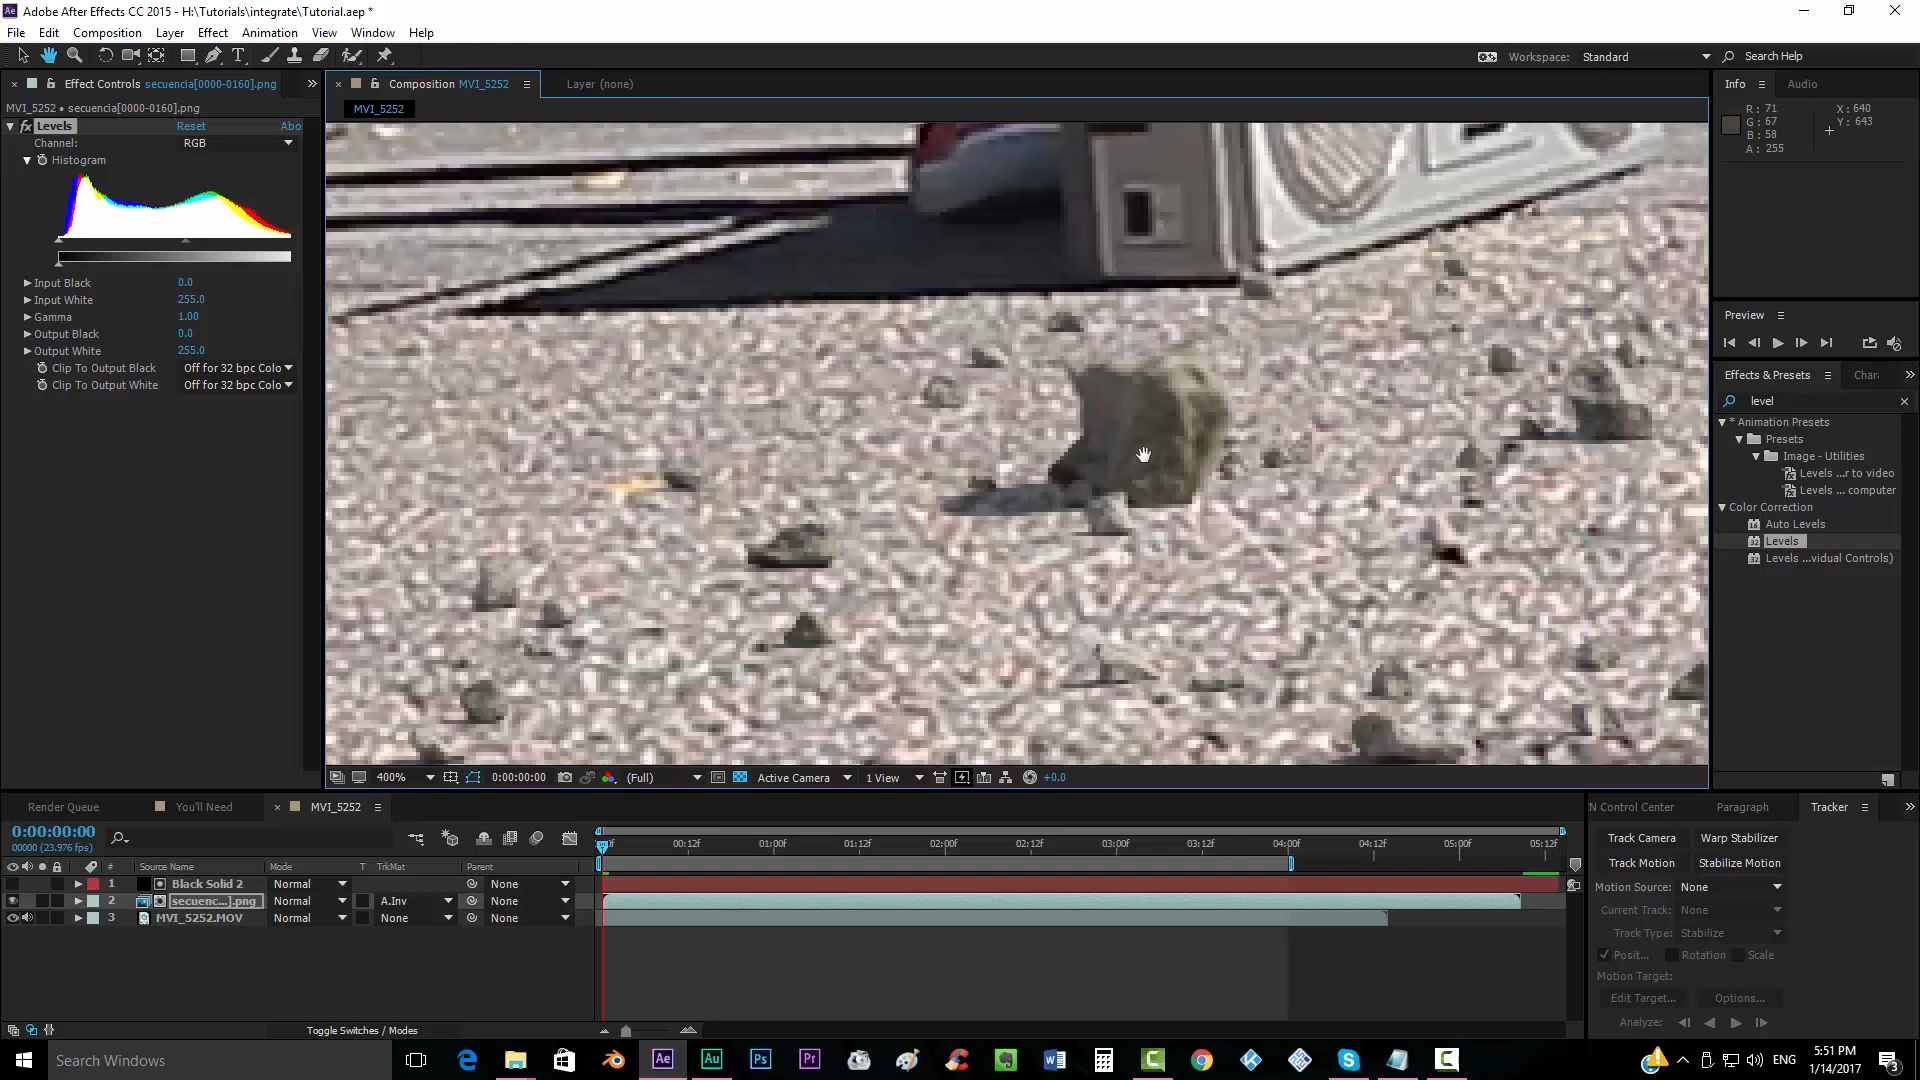 Adobe After Effects CC 2015 - H:\Tutorials\integrate\Tutorial.aep *
File Edit Composition Layer Effect Animation View Window Help
Workspace: Standard Search Help
Effect Controls secuencia[0000-0160].png
MVI_5252 • secuencia[0000-0160].png
fx Levels Reset Abo
Channel: RGB
Histogram
Input Black 0.0
Input White 255.0
Gamma 1.00
Output Black 0.0
Output White 255.0
Clip To Output Black Off for 32 bpc Colo
Clip To Output White Off for 32 bpc Colo
Composition MVI_5252 Layer (none)
MVI_5252
400% 0:00:00:00 (Full) Active Camera 1 View +0.0
Info Audio
R: 71 X: 640
G: 67 Y: 643
B: 58
A: 255
Preview
Effects & Presets Chara
level
* Animation Presets
Presets
Image - Utilities
Levels ...r to video
Levels ... computer
Color Correction
Auto Levels
Levels
Levels ...vidual Controls)
Render Queue You'll Need MVI_5252
0:00:00:00
00000 (23.976 fps)
# Source Name Mode T TrkMat Parent
1 Black Solid 2 Normal None
2 secuenc...].png Normal A.Inv None
3 MVI_5252.MOV Normal None None
00:12f 01:00f 01:12f 02:00f 02:12f 03:00f 03:12f 04:00f 04:12f 05:00f 05:12f
Toggle Switches / Modes
N Control Center Paragraph Tracker
Track Camera Warp Stabilizer
Track Motion Stabilize Motion
Motion Source: None
Current Track: None
Track Type: Stabilize
Posit... Rotation Scale
Motion Target:
Edit Target... Options...
Analyze:
Search Windows
Ae Au Ps Pr
ENG
5:51 PM
1/14/2017
3